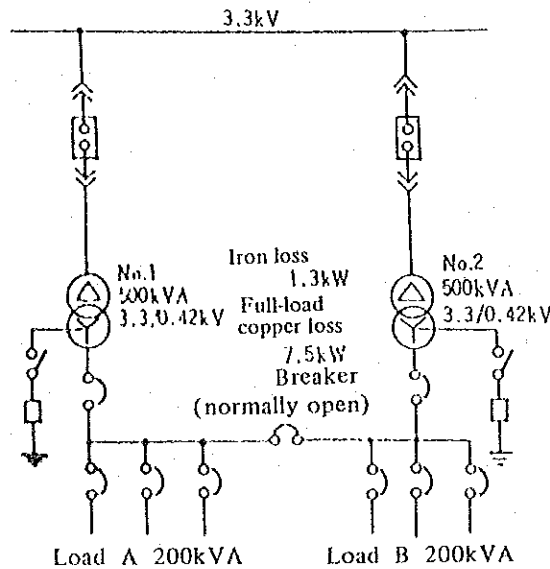 3.3kV
No.1
500kVA
3.3/0.42kV
Iron loss
1.3kW
Full-load
copper loss
7.5kW
Breaker
(normally open)
No.2
500kVA
3.3/0.42kV
Load A 200kVA
Load B 200kVA